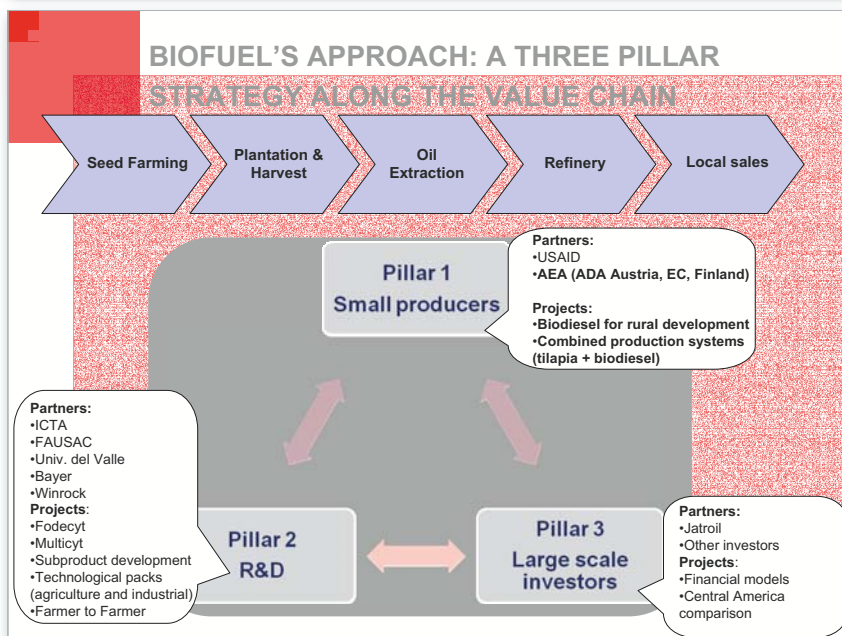 BIOFUEL'S APPROACH: A THREE PILLAR
STRATEGY ALONG THE VALUE CHAIN
Seed Farming
Plantation &
Harvest
Oil
Extraction
Refinery
Local sales
Pillar 1
Small producers
Partners:
•USAID
•AEA (ADA Austria, EC, Finland)
Projects:
•Biodiesel for rural development
•Combined production systems
(tilapia + biodiesel)
Partners:
•ICTA
•FAUSAC
•Univ. del Valle
•Bayer
•Winrock
Projects:
•Fodecyt
•Multicyt
•Subproduct development
•Technological packs
(agriculture and industrial)
•Farmer to Farmer
Pillar 2
R&D
Pillar 3
Large scale
investors
Partners:
•Jatroil
•Other investors
Projects:
•Financial models
•Central America
comparison